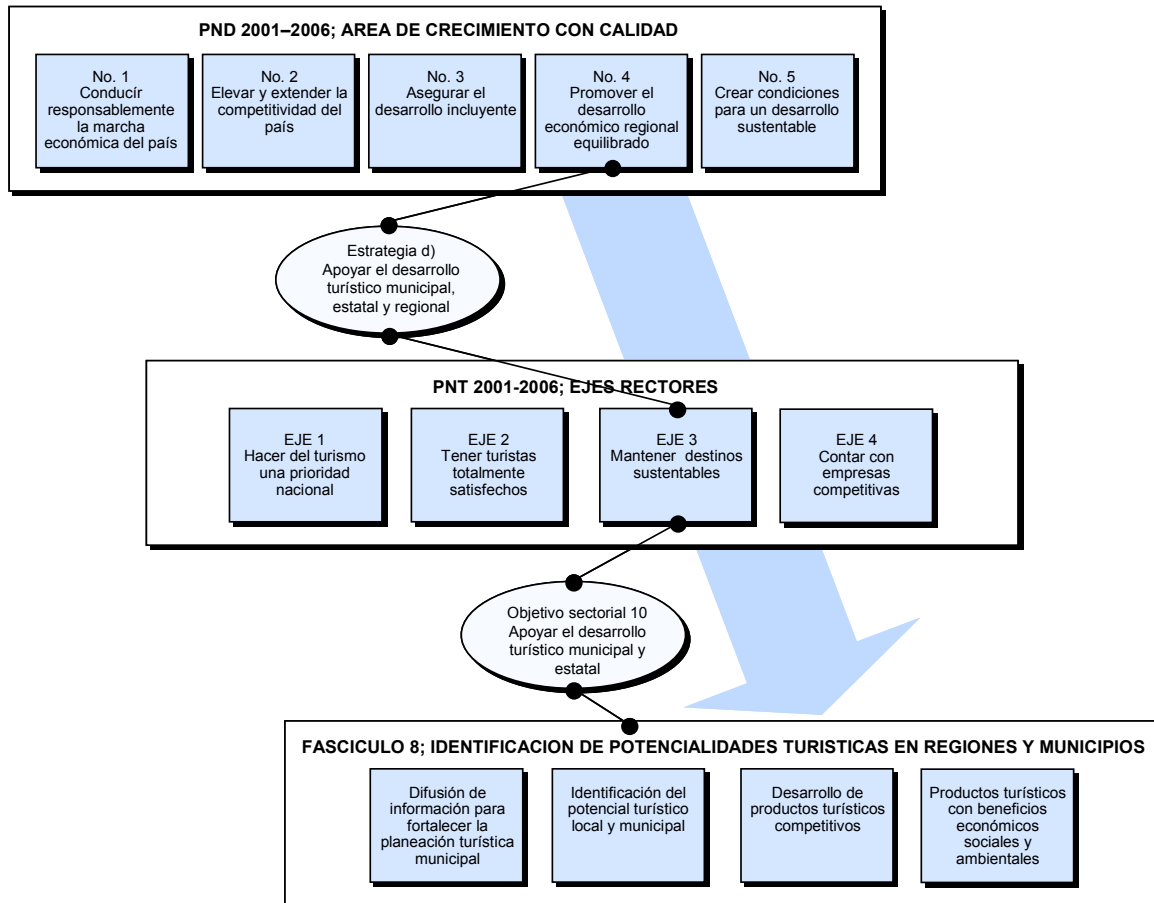 PND 2001–2006; AREA DE CRECIMIENTO CON CALIDAD
No. 1
Conducír
responsablemente
la marcha
económica del país
No. 2
Elevar y extender la
competitividad del
país
No. 3
Asegurar el
desarrollo incluyente
No. 4
Promover el
desarrollo
económico regional
equilibrado
No. 5
Crear condiciones
para un desarrollo
sustentable
Estrategia d)
Apoyar el desarrollo
turístico municipal,
estatal y regional
PNT 2001-2006; EJES RECTORES
EJE 1
Hacer del turismo
una prioridad
nacional
EJE 2
Tener turistas
totalmente
satisfechos
EJE 3
Mantener destinos
sustentables
EJE 4
Contar con
empresas
competitivas
Objetivo sectorial 10
Apoyar el desarrollo
turístico municipal y
estatal
FASCICULO 8; IDENTIFICACION DE POTENCIALIDADES TURISTICAS EN REGIONES Y MUNICIPIOS
Difusión de
información para
fortalecer la
planeación turística
municipal
Identificación del
potencial turístico
local y municipal
Desarrollo de
productos turísticos
competitivos
Productos turísticos
con beneficios
económicos
sociales y
ambientales